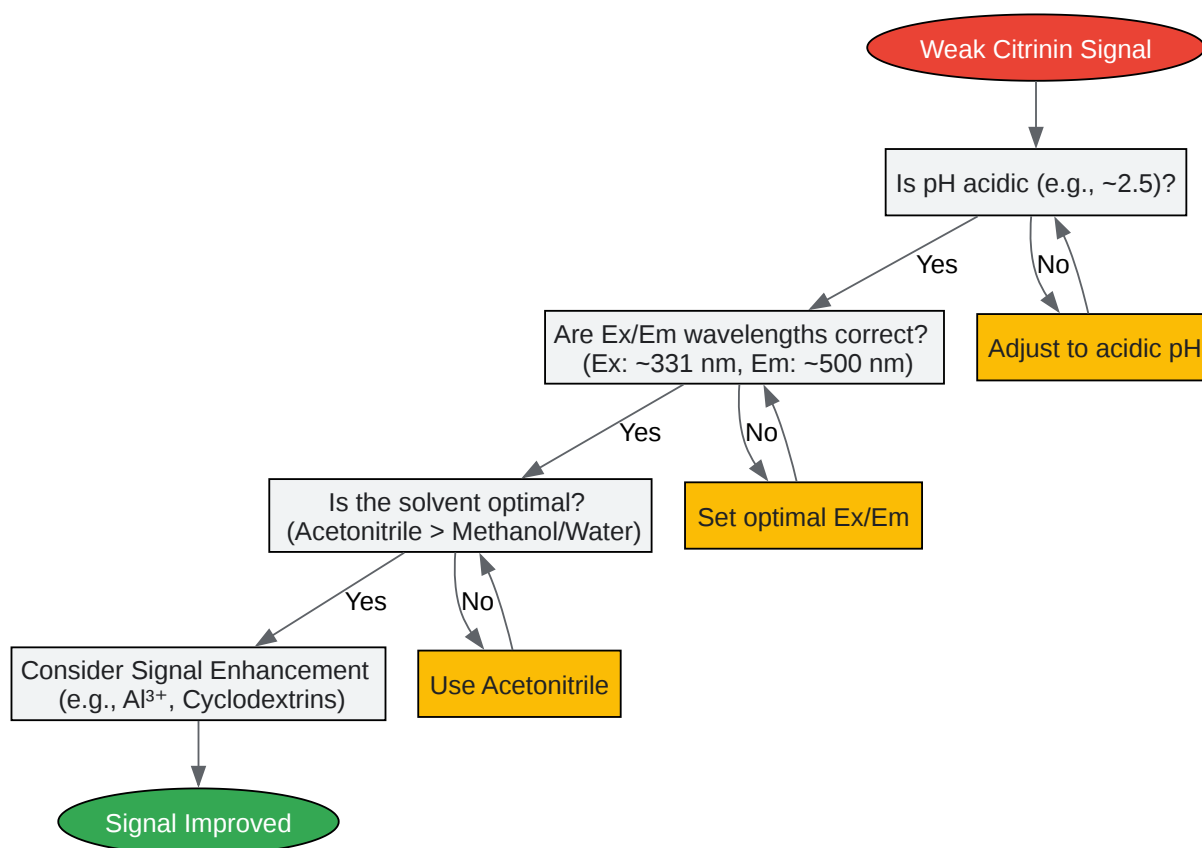 Weak Citrinin Signal
Is pH acidic (e.g., ~2.5)?
Yes
No
Are Ex/Em wavelengths correct?
(Ex: ~331 nm, Em: ~500 nm)
Adjust to acidic pH
Yes
No
Is the solvent optimal?
(Acetonitrile > Methanol/Water)
Set optimal Ex/Em
Yes
No
Consider Signal Enhancement
(e.g., Al³⁺, Cyclodextrins)
Use Acetonitrile
Signal Improved